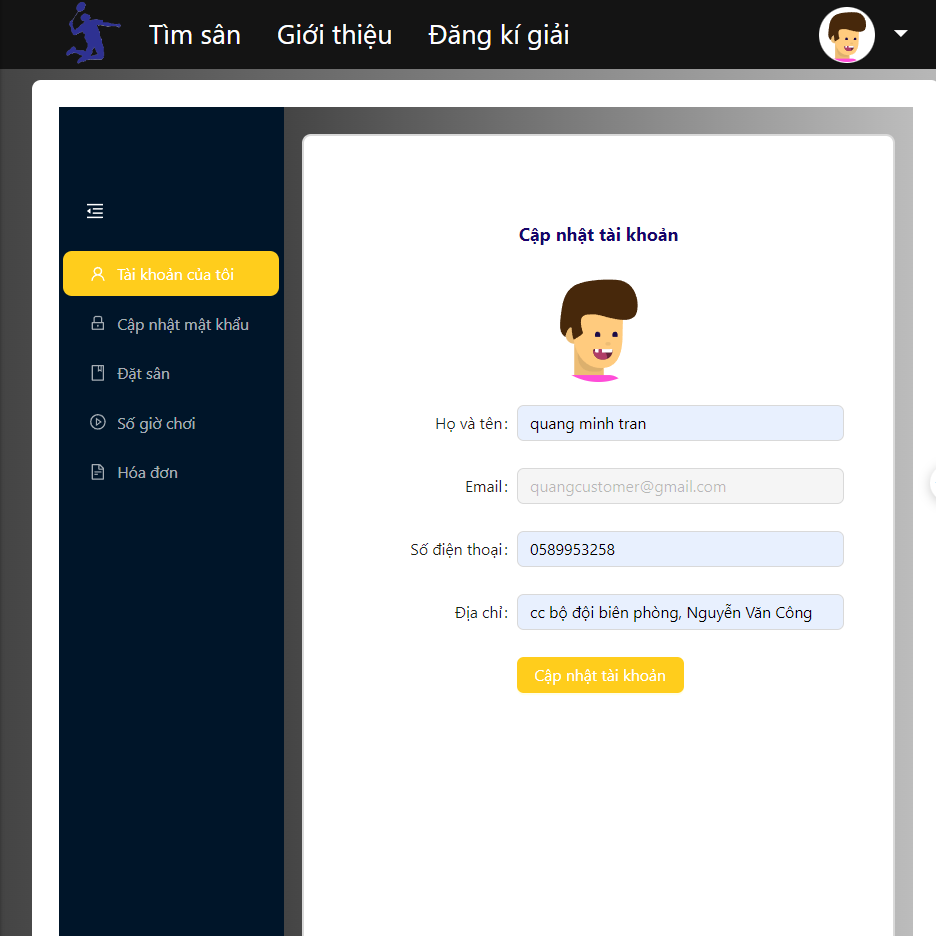 Tìm sân Giới thiệu Đăng kí giải
Tài khoản của tôi
Cập nhật mật khẩu
Đặt sân
Số giờ chơi
Hóa đơn
Cập nhật tài khoản
Họ và tên: quang minh tran
Email: quangcustomer@gmail.com
Số điện thoại: 0589953258
Địa chỉ: cc bộ đội biên phòng, Nguyễn Văn Công
Cập nhật tài khoản